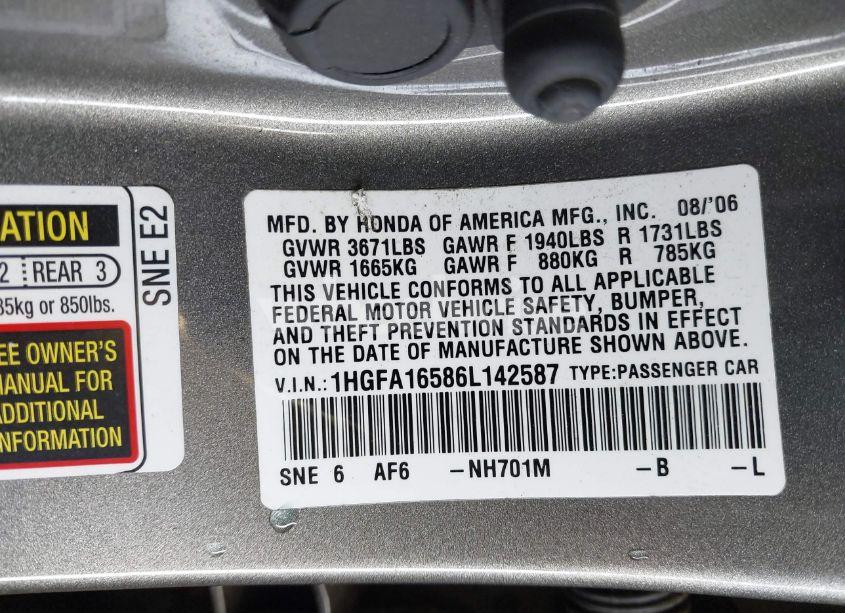 ATION
2 REAR 3
35kg or 850lbs.
EE OWNER'S
MANUAL FOR
ADDITIONAL
INFORMATION
SNE E2
MFD. BY HONDA OF AMERICA MFG., INC. 08/'06
GVWR 3671LBS GAWR F 1940LBS R 1731LBS
GVWR 1665KG GAWR F 880KG R 785KG
THIS VEHICLE CONFORMS TO ALL APPLICABLE
FEDERAL MOTOR VEHICLE SAFETY, BUMPER,
AND THEFT PREVENTION STANDARDS IN EFFECT
ON THE DATE OF MANUFACTURE SHOWN ABOVE.
V.I.N.:1HGFA16586L142587 TYPE:PASSENGER CAR
SNE 6 AF6 -NH701M -B -L